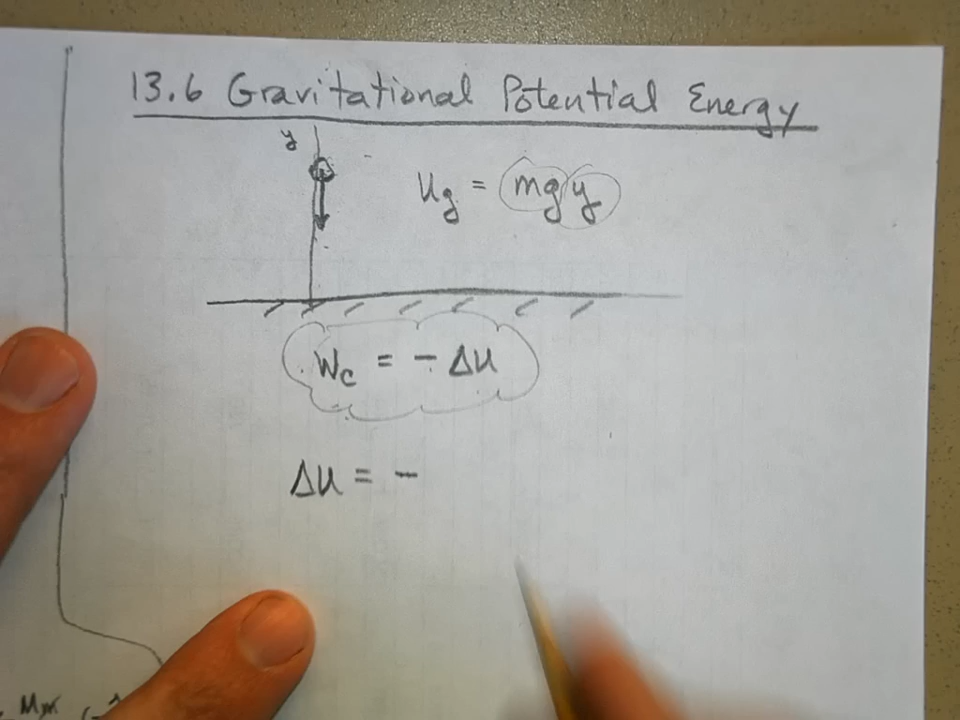 13.6 Gravitational Potential Energy
y
Ug = mgy
Wc = - ΔU
ΔU = -